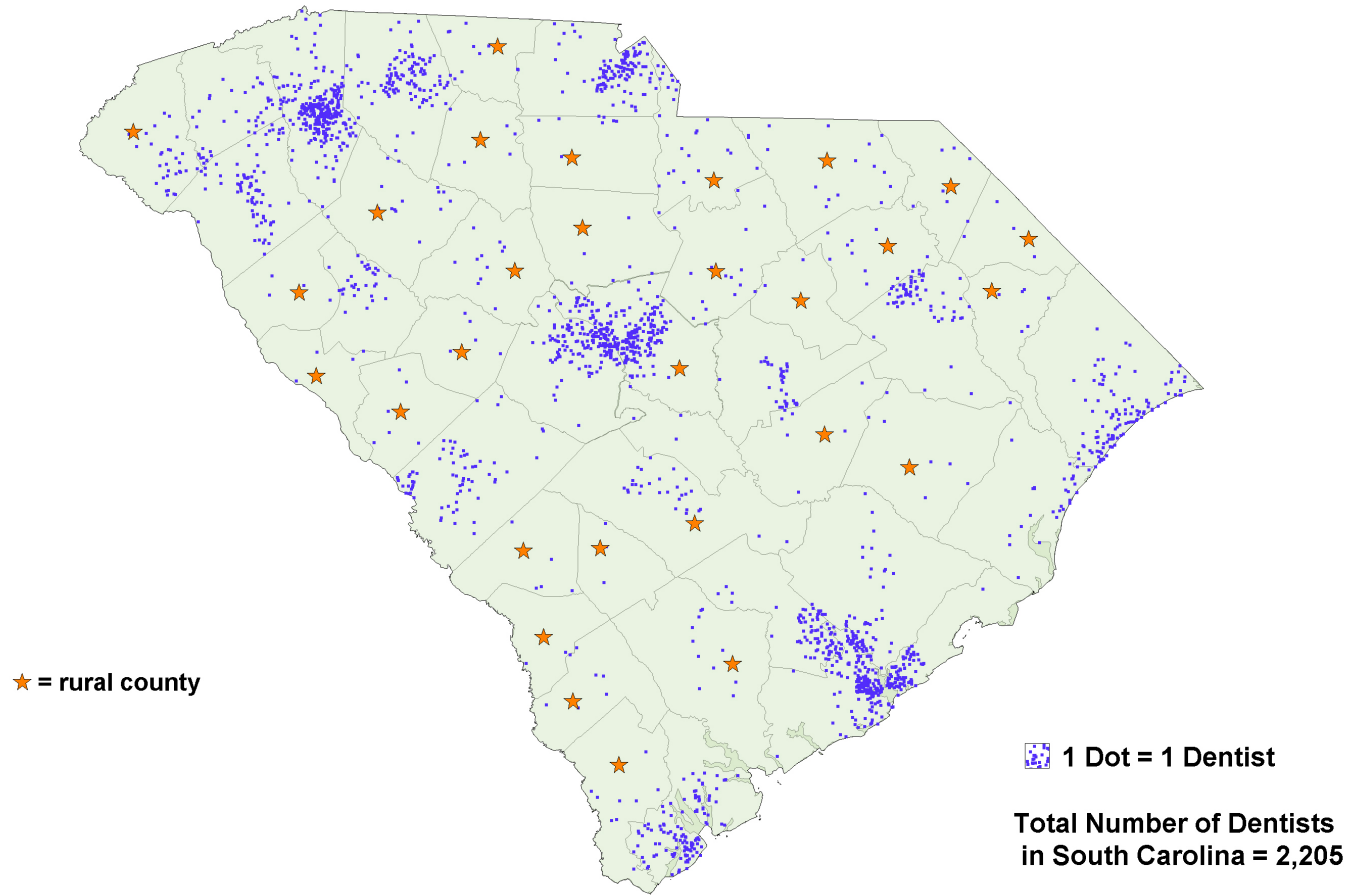 = rural county
1 Dot = 1 Dentist
Total Number of Dentists
in South Carolina = 2,205